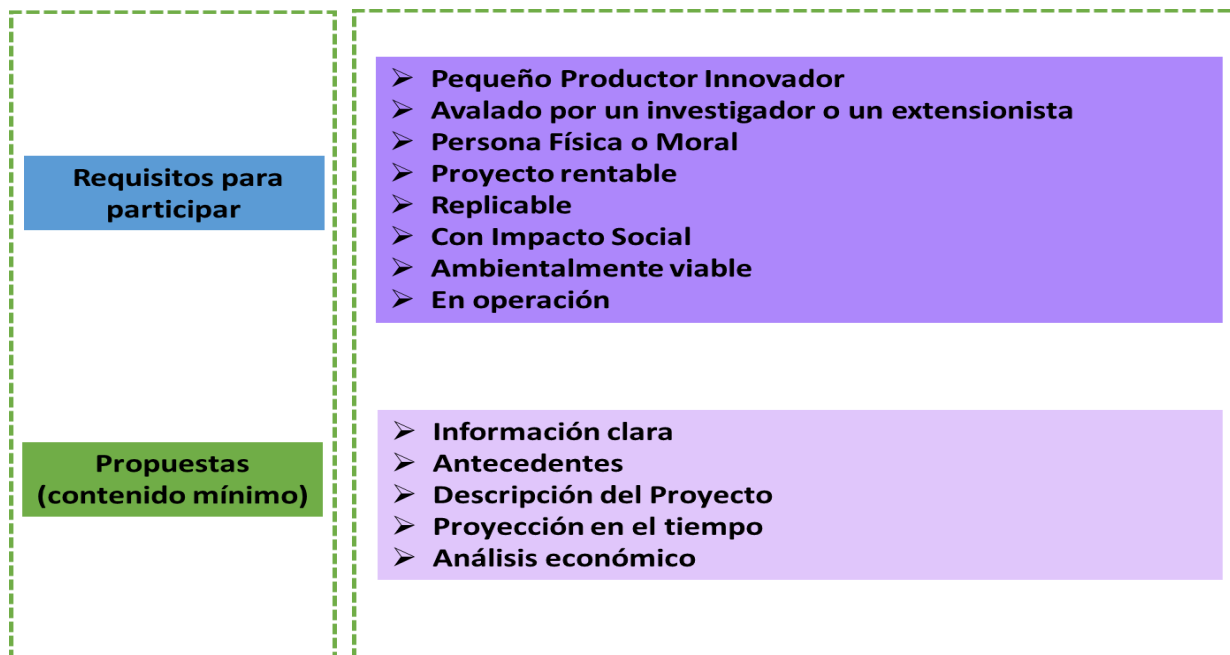 Requisitos para
participar
➢ Pequeño Productor Innovador
➢ Avalado por un investigador o un extensionista
➢ Persona Física o Moral
➢ Proyecto rentable
➢ Replicable
➢ Con Impacto Social
➢ Ambientalmente viable
➢ En operación
Propuestas
(contenido mínimo)
➢ Información clara
➢ Antecedentes
➢ Descripción del Proyecto
➢ Proyección en el tiempo
➢ Análisis económico